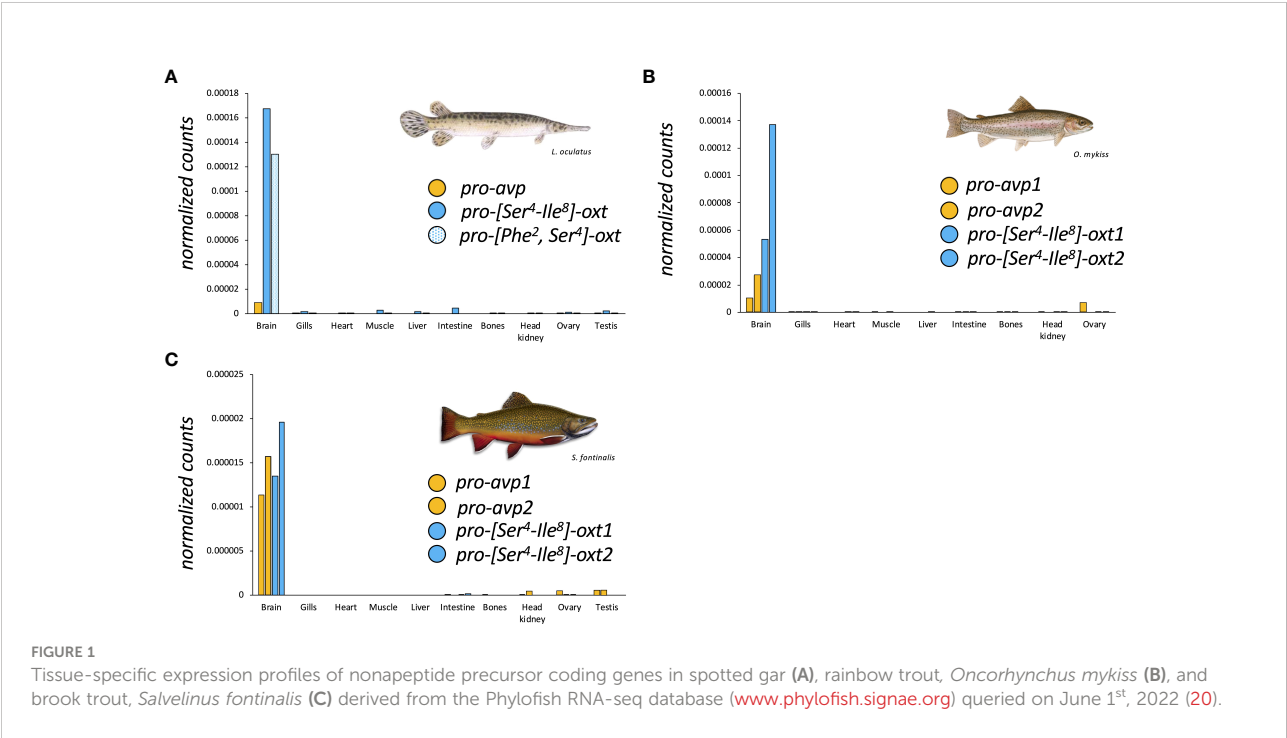 A
0.00018
0.00016
0.00014
0.00012
0.0001
0.00008
0.00006
0.00004
0.00002
0
normalized counts
L. oculatus
pro-avp
pro-[Ser⁴-Ile⁸]-oxt
pro-[Phe², Ser⁴]-oxt
Brain Gills Heart Muscle Liver Intestine Bones Head kidney Ovary Testis
B
0.00016
0.00014
0.00012
0.0001
0.00008
0.00006
0.00004
0.00002
0
normalized counts
O. mykiss
pro-avp1
pro-avp2
pro-[Ser⁴-Ile⁸]-oxt1
pro-[Ser⁴-Ile⁸]-oxt2
Brain Gills Heart Muscle Liver Intestine Bones Head kidney Ovary
C
0.000025
0.00002
0.000015
0.00001
0.000005
0
normalized counts
S. fontinalis
pro-avp1
pro-avp2
pro-[Ser⁴-Ile⁸]-oxt1
pro-[Ser⁴-Ile⁸]-oxt2
Brain Gills Heart Muscle Liver Intestine Bones Head kidney Ovary Testis
FIGURE 1
Tissue-specific expression profiles of nonapeptide precursor coding genes in spotted gar (A), rainbow trout, Oncorhynchus mykiss (B), and
brook trout, Salvelinus fontinalis (C) derived from the Phylofish RNA-seq database (www.phylofish.signae.org) queried on June 1st, 2022 (20).